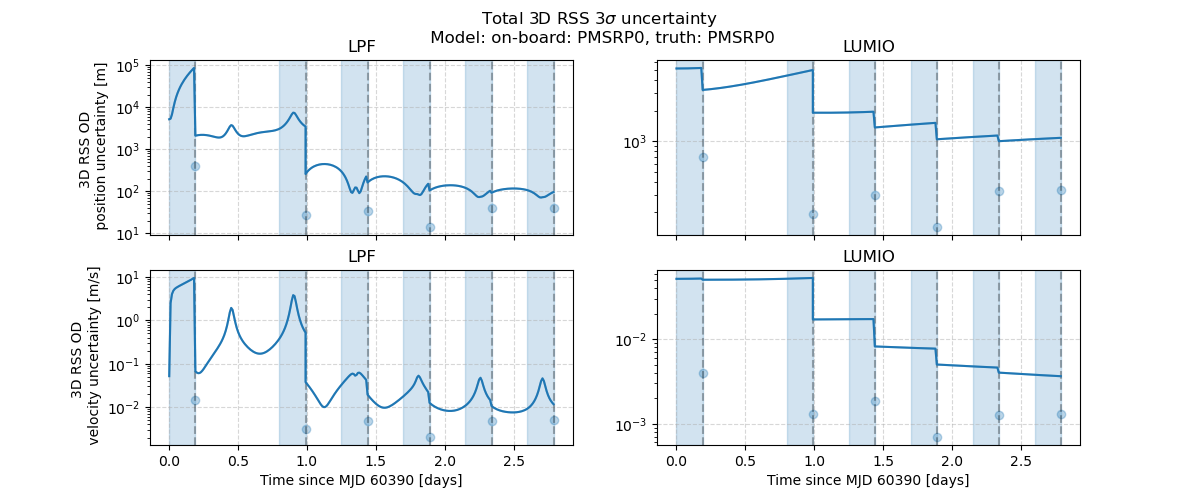 Total 3D RSS 3σ uncertainty
Model: on-board: PMSRP0, truth: PMSRP0
LPF
LUMIO
3D RSS OD
position uncertainty [m]
10^5
10^4
10^3
10^2
10^1
10^3
LPF
LUMIO
3D RSS OD
velocity uncertainty [m/s]
10^1
10^0
10^−1
10^−2
10^−2
10^−3
0.0 0.5 1.0 1.5 2.0 2.5
0.0 0.5 1.0 1.5 2.0 2.5
Time since MJD 60390 [days]
Time since MJD 60390 [days]